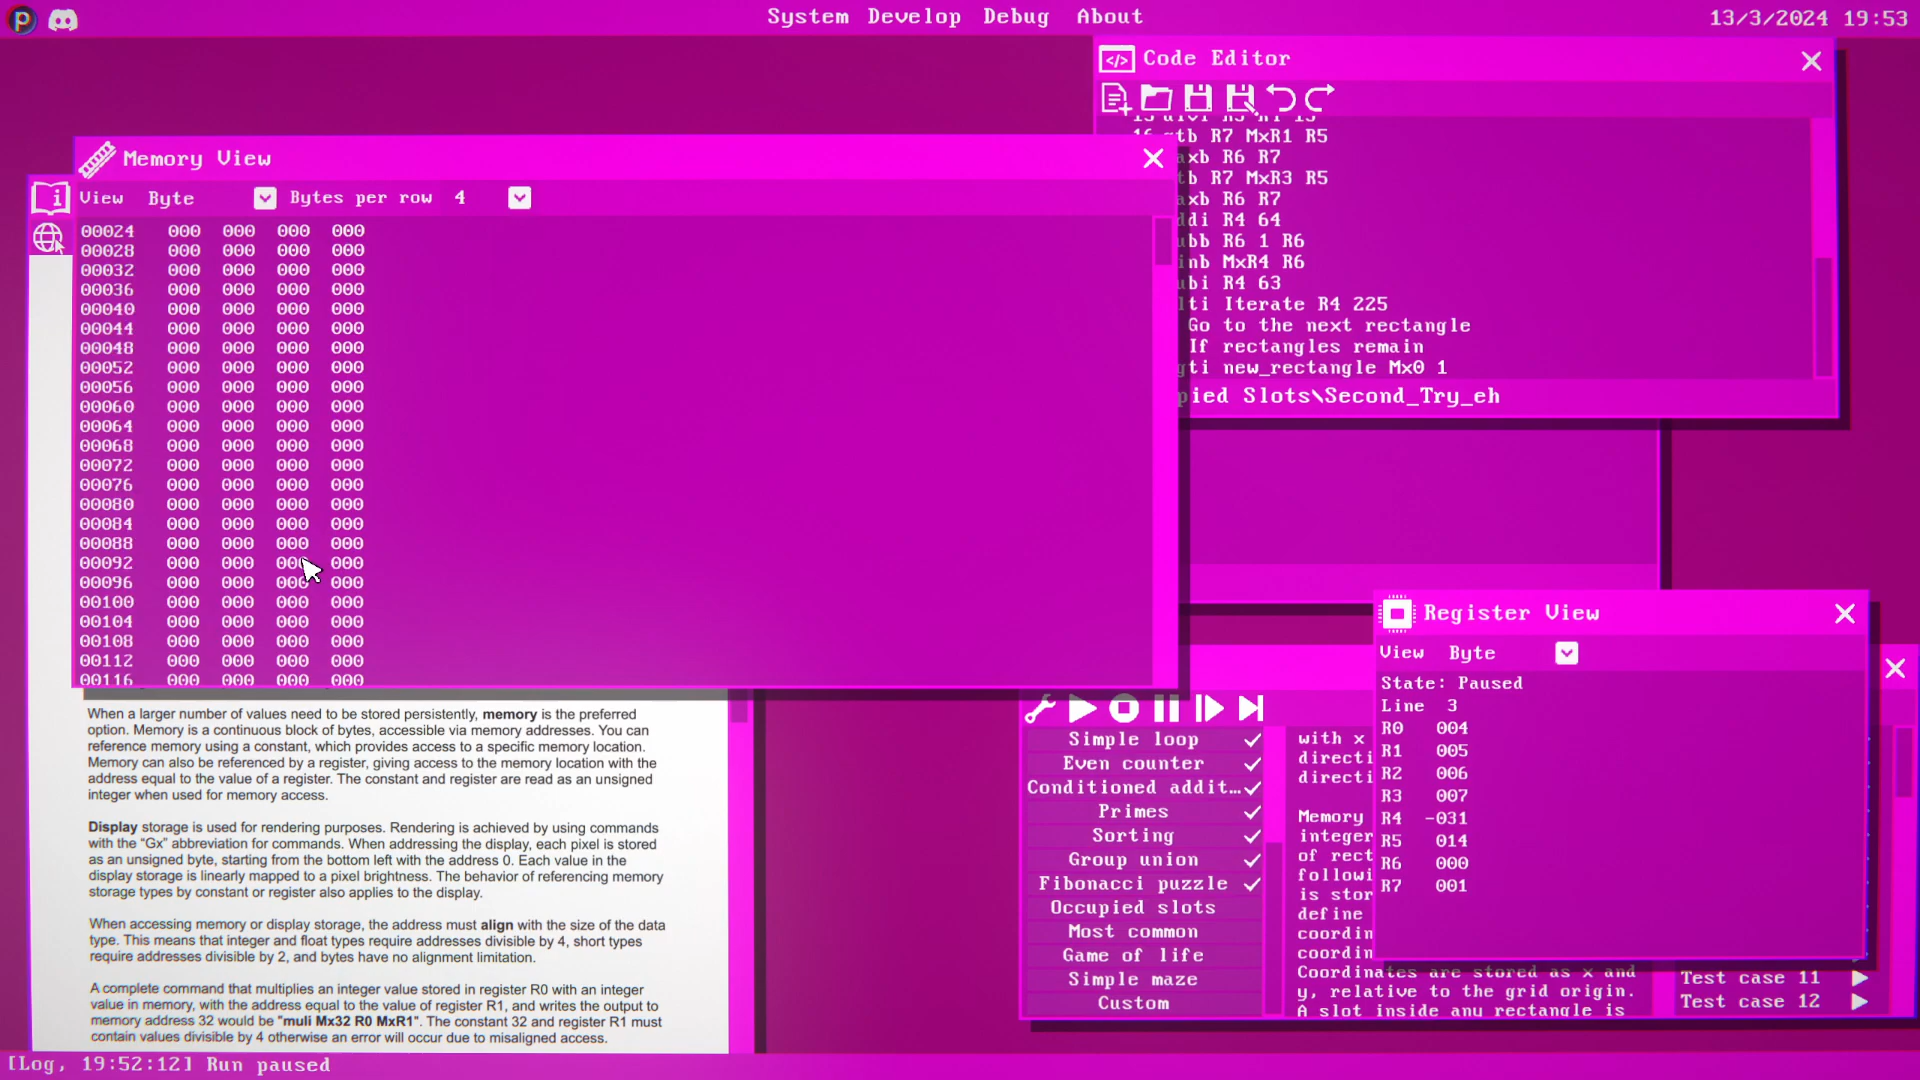 System Develop Debug About
13/3/2024 19:53
Code Editor
16 gtb R7 MxR1 R5
axb R6 R7
tb R7 MxR3 R5
axb R6 R7
ddi R4 64
ubb R6 1 R6
inb MxR4 R6
ubi R4 63
lti Iterate R4 225
Go to the next rectangle
If rectangles remain
gti new_rectangle Mx0 1
pied Slots\Second_Try_eh
Memory View
View Byte Bytes per row 4
00024 000 000 000 000
00028 000 000 000 000
00032 000 000 000 000
00036 000 000 000 000
00040 000 000 000 000
00044 000 000 000 000
00048 000 000 000 000
00052 000 000 000 000
00056 000 000 000 000
00060 000 000 000 000
00064 000 000 000 000
00068 000 000 000 000
00072 000 000 000 000
00076 000 000 000 000
00080 000 000 000 000
00084 000 000 000 000
00088 000 000 000 000
00092 000 000 000 000
00096 000 000 000 000
00100 000 000 000 000
00104 000 000 000 000
00108 000 000 000 000
00112 000 000 000 000
00116 000 000 000 000
When a larger number of values need to be stored persistently, memory is the preferred
option. Memory is a continuous block of bytes, accessible via memory addresses. You can
reference memory using a constant, which provides access to a specific memory location.
Memory can also be referenced by a register, giving access to the memory location with the
address equal to the value of a register. The constant and register are read as an unsigned
integer when used for memory access.
Display storage is used for rendering purposes. Rendering is achieved by using commands
with the “Gx” abbreviation for commands. When addressing the display, each pixel is stored
as an unsigned byte, starting from the bottom left with the address 0. Each value in the
display storage is linearly mapped to a pixel brightness. The behavior of referencing memory
storage types by constant or register also applies to the display.
When accessing memory or display storage, the address must align with the size of the data
type. This means that integer and float types require addresses divisible by 4, short types
require addresses divisible by 2, and bytes have no alignment limitation.
A complete command that multiplies an integer value stored in register R0 with an integer
value in memory, with the address equal to the value of register R1, and writes the output to
memory address 32 would be "muli Mx32 R0 MxR1". The constant 32 and register R1 must
contain values divisible by 4 otherwise an error will occur due to misaligned access.
Simple loop
Even counter
Conditioned addit…
Primes
Sorting
Group union
Fibonacci puzzle
Occupied slots
Most common
Game of life
Simple maze
Custom
with x
directi
directi
Memory
integer
of rect
followi
is stor
define
coordin
coordin
Coordinates are stored as x and
y, relative to the grid origin.
A slot inside any rectangle is
Register View
View Byte
State: Paused
Line 3
R0 004
R1 005
R2 006
R3 007
R4 -031
R5 014
R6 000
R7 001
Test case 11
Test case 12
[Log, 19:52:12] Run paused